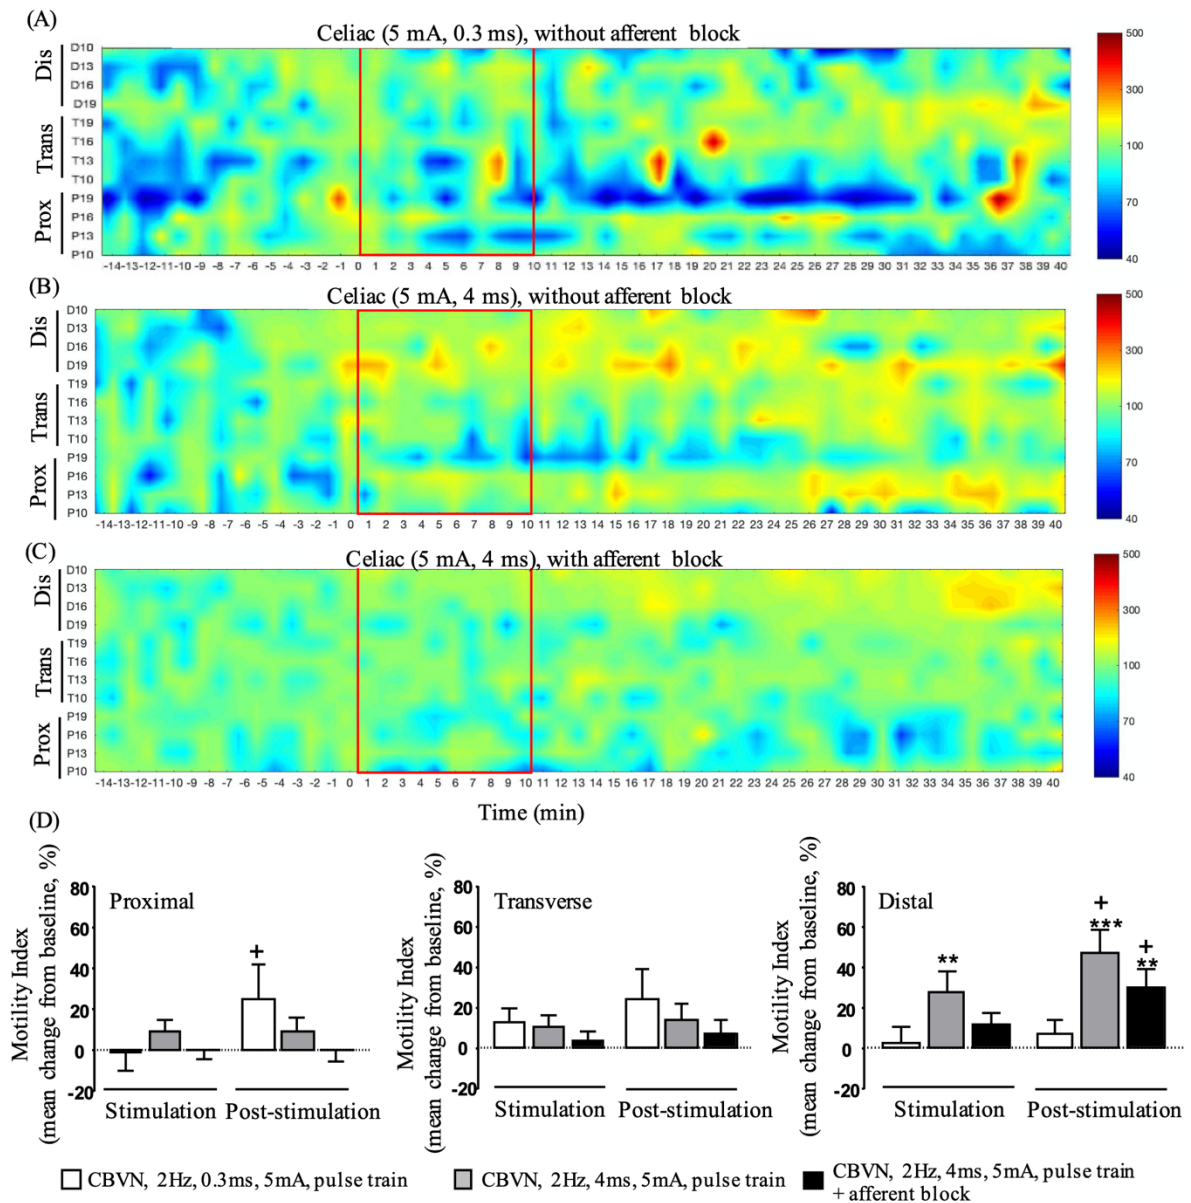 (A)
Celiac (5 mA, 0.3 ms), without afferent block
Dis
Trans
Prox
D10
D13
D16
D19
T19
T16
T13
T10
P19
P16
P13
P10
500
300
100
70
40
-14-13-12-11-10 -9 -8 -7 -6 -5 -4 -3 -2 -1 0 1 2 3 4 5 6 7 8 9 10 11 12 13 14 15 16 17 18 19 20 21 22 23 24 25 26 27 28 29 30 31 32 33 34 35 36 37 38 39 40
(B)
Celiac (5 mA, 4 ms), without afferent block
Dis
Trans
Prox
D10
D13
D16
D19
T19
T16
T13
T10
P19
P16
P13
P10
500
300
100
70
40
-14-13-12-11-10 -9 -8 -7 -6 -5 -4 -3 -2 -1 0 1 2 3 4 5 6 7 8 9 10 11 12 13 14 15 16 17 18 19 20 21 22 23 24 25 26 27 28 29 30 31 32 33 34 35 36 37 38 39 40
(C)
Celiac (5 mA, 4 ms), with afferent block
Dis
Trans
Prox
D10
D13
D16
D19
T19
T16
T13
T10
P19
P16
P13
P10
500
300
100
70
40
-14-13-12-11-10 -9 -8 -7 -6 -5 -4 -3 -2 -1 0 1 2 3 4 5 6 7 8 9 10 11 12 13 14 15 16 17 18 19 20 21 22 23 24 25 26 27 28 29 30 31 32 33 34 35 36 37 38 39 40
Time (min)
(D)
Motility Index
(mean change from baseline, %)
80
60
40
20
0
-20
Proximal
+
Stimulation Post-stimulation
Motility Index
(mean change from baseline, %)
80
60
40
20
0
-20
Transverse
Stimulation Post-stimulation
Motility Index
(mean change from baseline, %)
80
60
40
20
0
-20
Distal
**
+
***
+
**
Stimulation Post-stimulation
CBVN, 2Hz, 0.3ms, 5mA, pulse train
CBVN, 2Hz, 4ms, 5mA, pulse train
CBVN, 2Hz, 4ms, 5mA, pulse train
+ afferent block